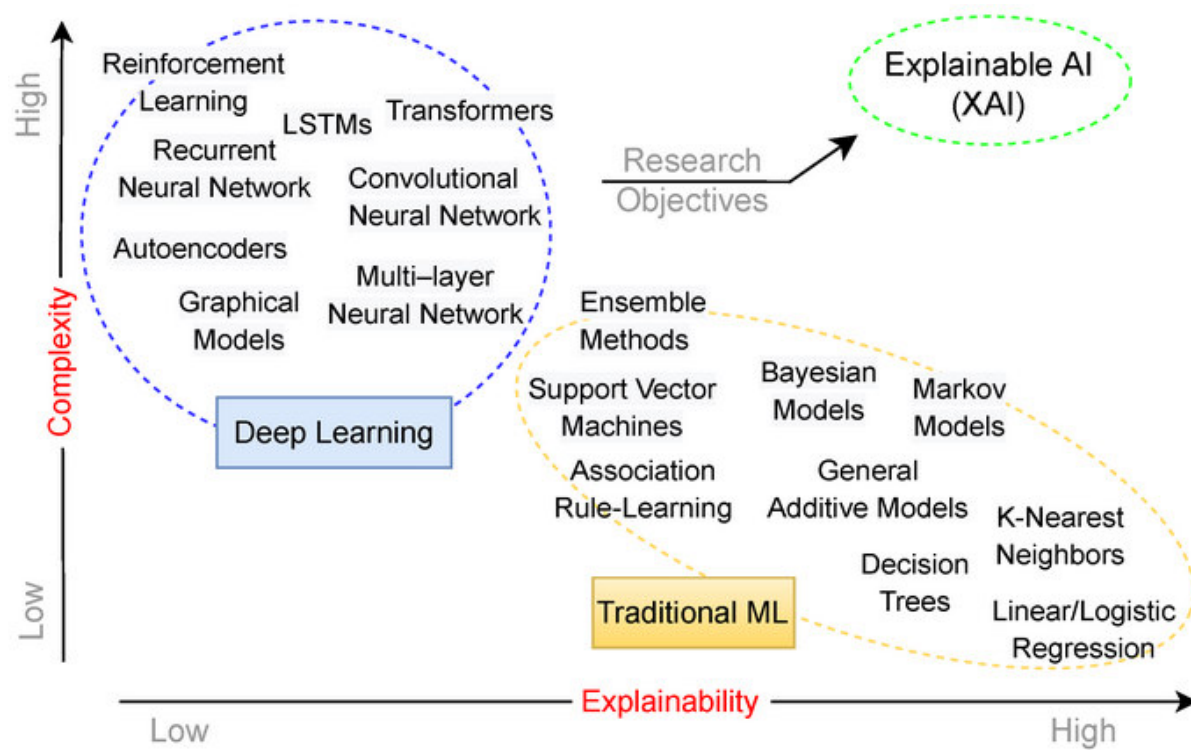 High
Complexity
Low
Reinforcement
Learning
LSTMs
Transformers
Recurrent
Neural Network
Convolutional
Neural Network
Autoencoders
Graphical
Models
Multi–layer
Neural Network
Deep Learning
Explainable AI
(XAI)
Research
Objectives
Ensemble
Methods
Support Vector
Machines
Bayesian
Models
Markov
Models
Association
Rule-Learning
General
Additive Models
K-Nearest
Neighbors
Decision
Trees
Linear/Logistic
Regression
Traditional ML
Low
Explainability
High